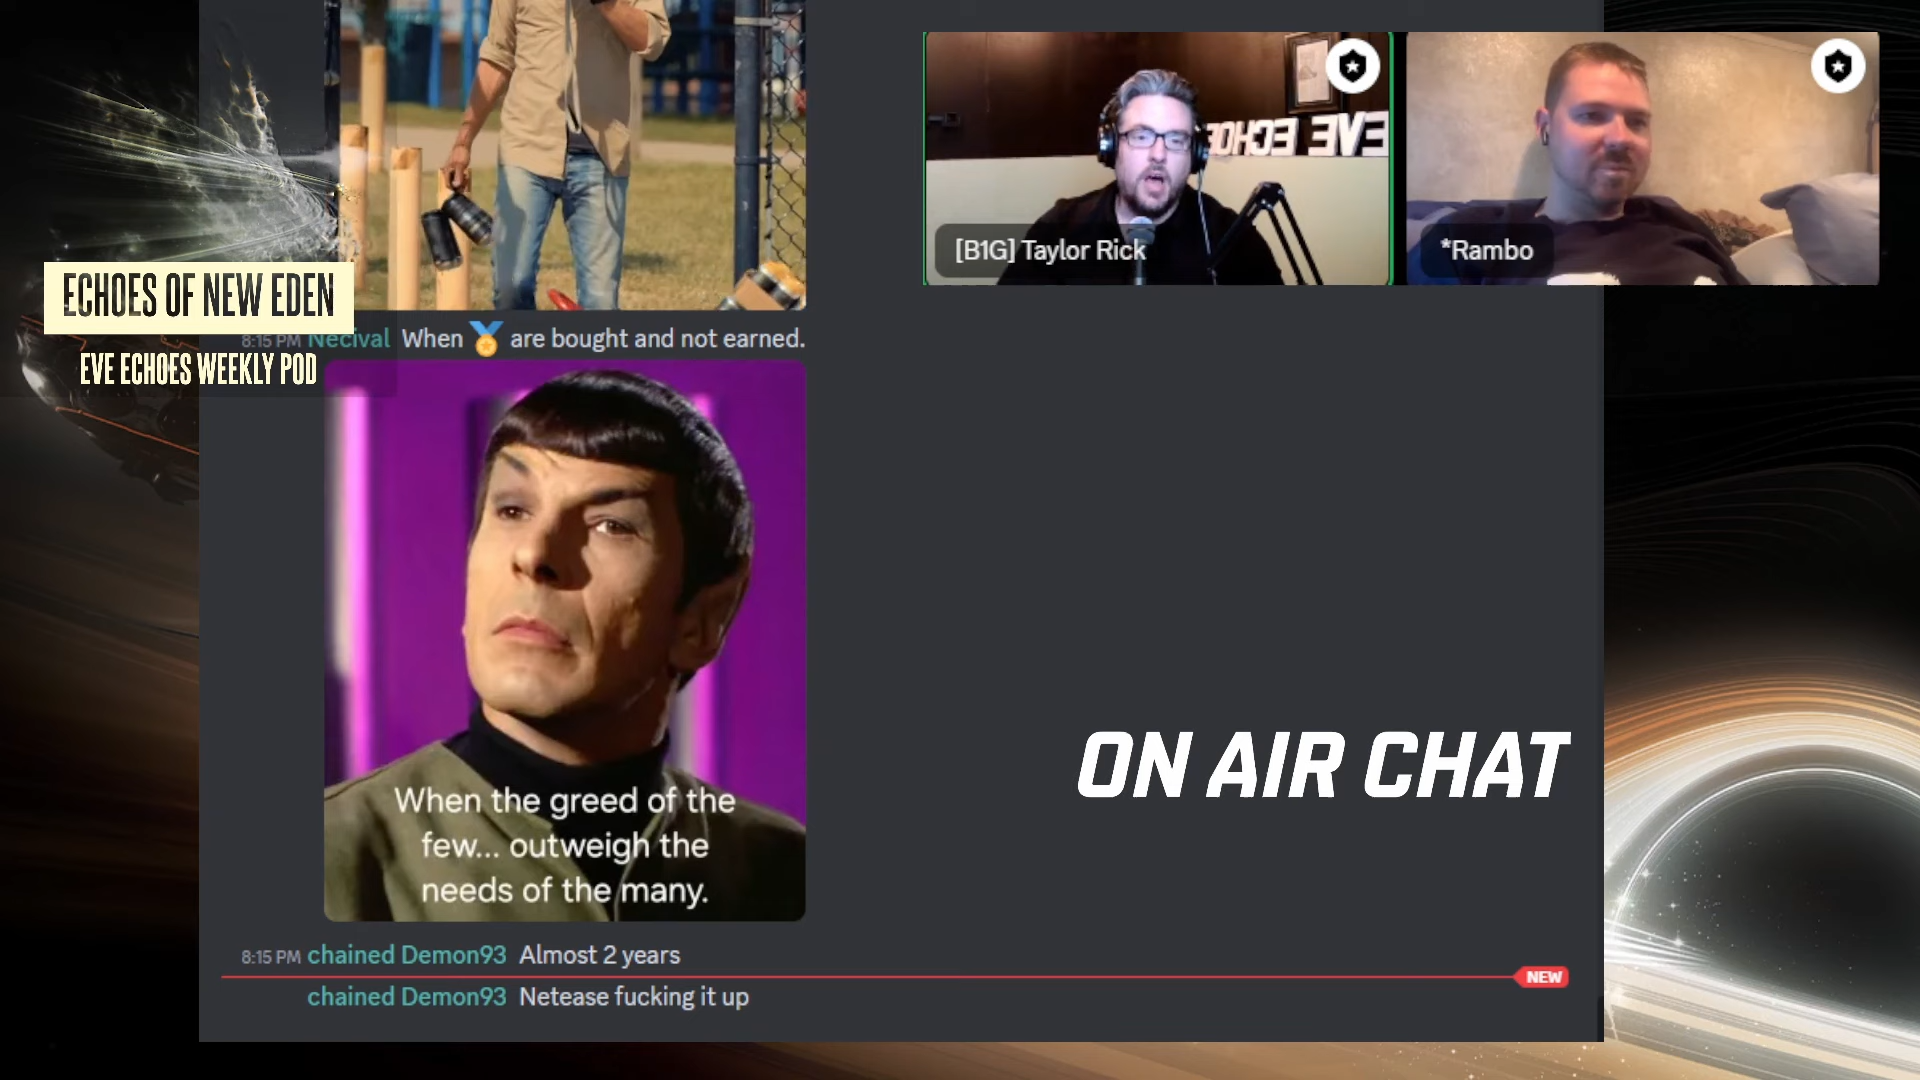 ECHOES OF NEW EDEN
EVE ECHOES WEEKLY POD
EVE ECHOE
[B1G] Taylor Rick
*Rambo
8:15 PM Necival When 🏅 are bought and not earned.
When the greed of the
few... outweigh the
needs of the many.
ON AIR CHAT
8:15 PM chained Demon93 Almost 2 years
NEW
chained Demon93 Netease fucking it up